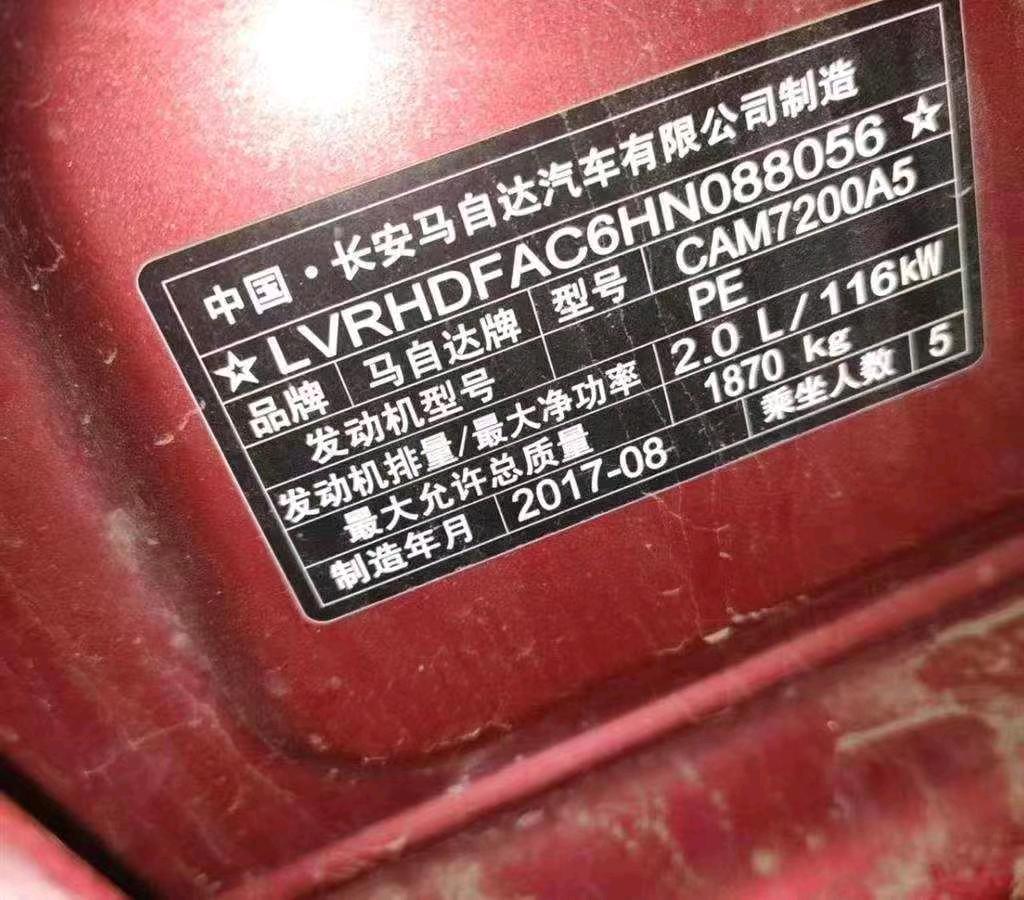 中国·长安马自达汽车有限公司制造
☆LVRHDFAC6HN088056☆
品牌 马自达牌 型号 CAM7200A5
发动机型号 PE
发动机排量/最大净功率 2.0 L/116kW
最大允许总质量 1870 kg
制造年月 2017-08 乘坐人数 5